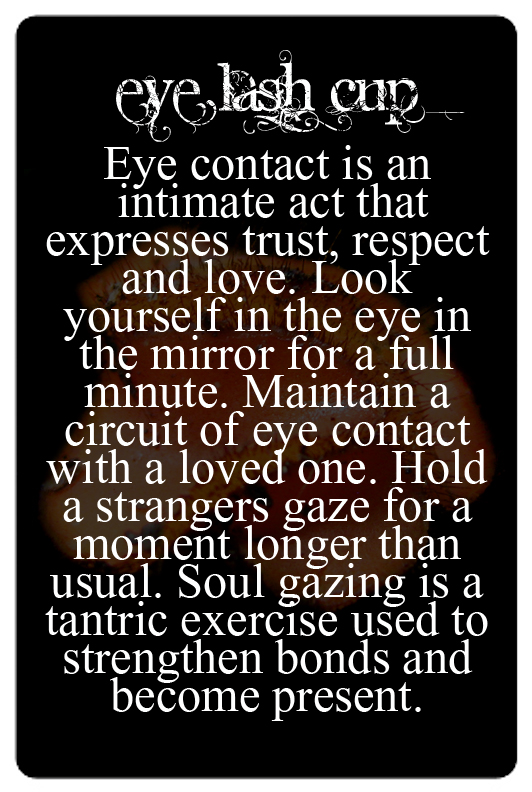 eye lash cup
Eye contact is an
intimate act that
expresses trust, respect
and love. Look
yourself in the eye in
the mirror for a full
minute. Maintain a
circuit of eye contact
with a loved one. Hold
a strangers gaze for a
moment longer than
usual. Soul gazing is a
tantric exercise used to
strengthen bonds and
become present.